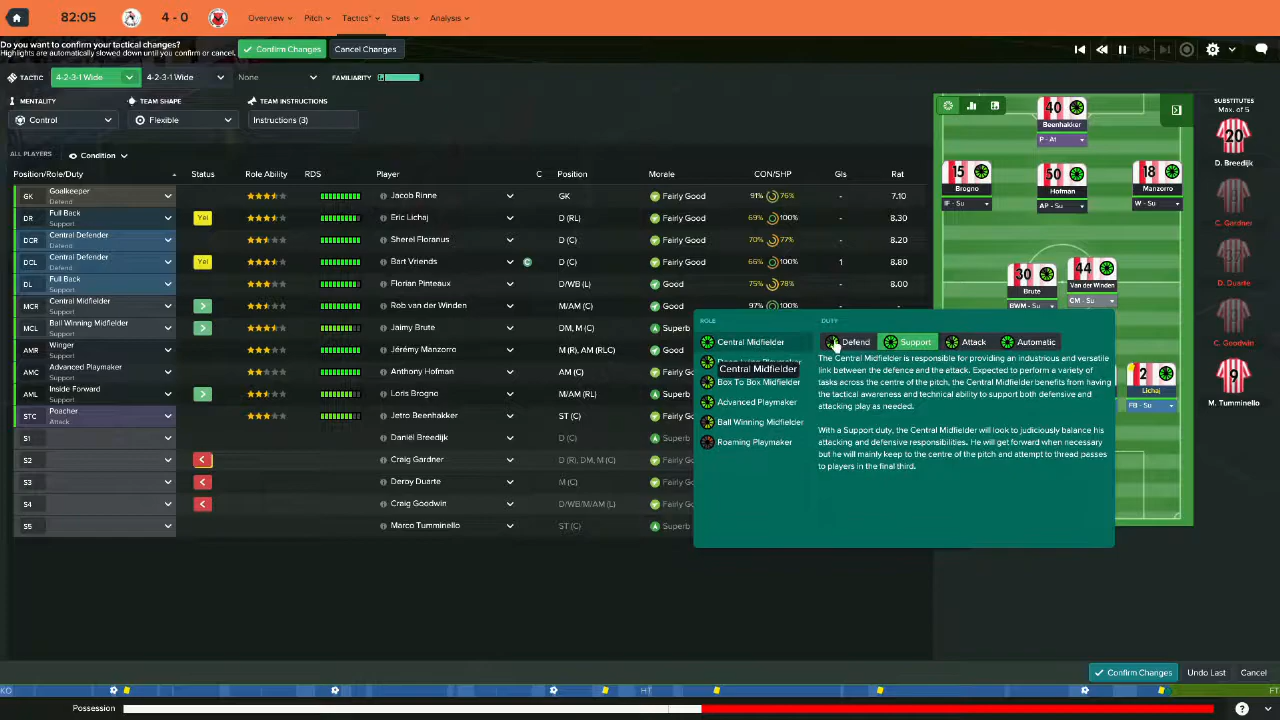 82:05
4 - 0
Overview
Pitch
Tactics*
Stats
Analysis
Do you want to confirm your tactical changes?
Highlights are automatically slowed down until you confirm or cancel.
Confirm Changes
Cancel Changes
TACTIC
4-2-3-1 Wide
4-2-3-1 Wide
None
FAMILIARITY
MENTALITY
TEAM SHAPE
TEAM INSTRUCTIONS
Control
Flexible
Instructions (3)
ALL PLAYERS
Condition
Position/Role/Duty Status Role Ability RDS Player C Position Morale CON/SHP Gls Rat
GK Goalkeeper Defend Jacob Rinne GK Fairly Good 91% 76% - 7.10
DR Full Back Support Yel Eric Lichaj D (RL) Fairly Good 69% 100% - 8.30
DCR Central Defender Defend Sherel Floranus D (C) Fairly Good 70% 77% - 8.20
DCL Central Defender Defend Yel Bart Vriends C D (C) Fairly Good 66% 100% 1 8.80
DL Full Back Support Florian Pinteaux D/WB (L) Good 75% 78% - 8.00
MCR Central Midfielder Support Rob van der Winden M/AM (C) Good 97% 100% -
MCL Ball Winning Midfielder Support Jaimy Brute DM, M (C) Fairly Good
AMR Winger Support Jérémy Manzorro M (R), AM (RLC) Good
AMC Advanced Playmaker Support Anthony Hofman AM (C) Fairly Good
AML Inside Forward Support Loris Brogno M/AM (RL) Superb
STC Poacher Attack Jetro Beenhakker ST (C) Fairly Good
S1 Daniël Breedijk D (C) Superb
S2 Craig Gardner D (R), DM, M (C) Fairly Good
S3 Deroy Duarte M (C) Fairly Good
S4 Craig Goodwin D/WB/M/AM (L) Fairly Good
S5 Marco Tumminello ST (C) Superb
40
Beenhakker
P - At
15
Brogno
IF - Su
50
Hofman
AP - Su
18
Manzorro
W - Su
30
Brute
BWM - Su
44
Van der Winden
CM - Su
2
Lichaj
FB - Su
SUBSTITUTES
Max. of 5
20
D. Breedijk
C. Gardner
D. Duarte
C. Goodwin
9
M. Tumminello
ROLE
DUTY
Central Midfielder
Central Midfielder
Box To Box Midfielder
Advanced Playmaker
Ball Winning Midfielder
Roaming Playmaker
Defend
Support
Attack
Automatic
The Central Midfielder is responsible for providing an industrious and versatile
link between the defence and the attack. Expected to perform a variety of
tasks across the centre of the pitch, the Central Midfielder benefits from having
the tactical awareness and technical ability to support both defensive and
attacking play as needed.
With a Support duty, the Central Midfielder will look to judiciously balance his
attacking and defensive responsibilities. He will get forward when necessary
but he will mainly keep to the centre of the pitch and attempt to thread passes
to players in the final third.
Confirm Changes
Undo Last
Cancel
KO
HT
FT
Possession